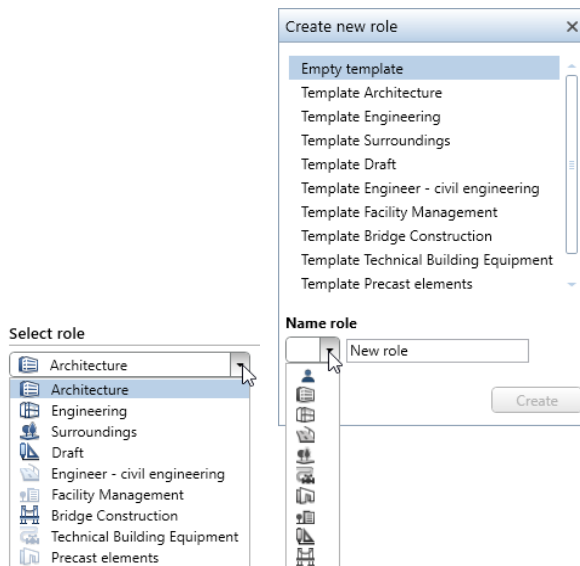 Create new role
Empty template
Template Architecture
Template Engineering
Template Surroundings
Template Draft
Template Engineer - civil engineering
Template Facility Management
Template Bridge Construction
Template Technical Building Equipment
Template Precast elements
Name role
New role
Create
Select role
Architecture
Architecture
Engineering
Surroundings
Draft
Engineer - civil engineering
Facility Management
Bridge Construction
Technical Building Equipment
Precast elements